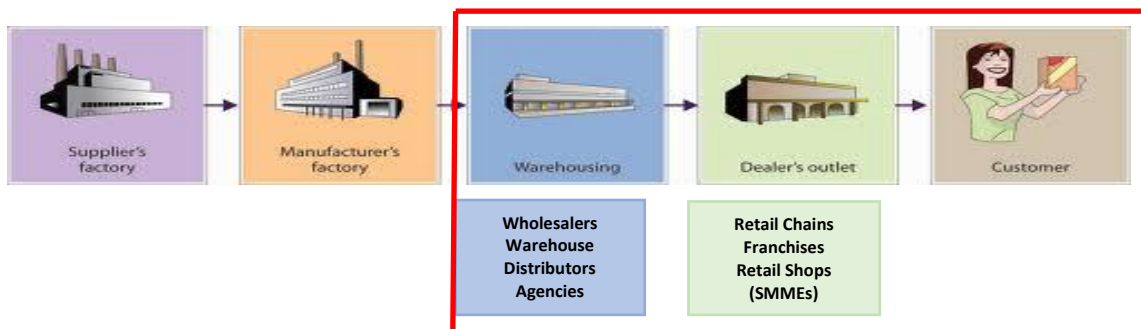 Supplier's
factory
Manufacturer's
factory
Warehousing
Dealer's outlet
Customer
Wholesalers
Warehouse
Distributors
Agencies
Retail Chains
Franchises
Retail Shops
(SMMEs)